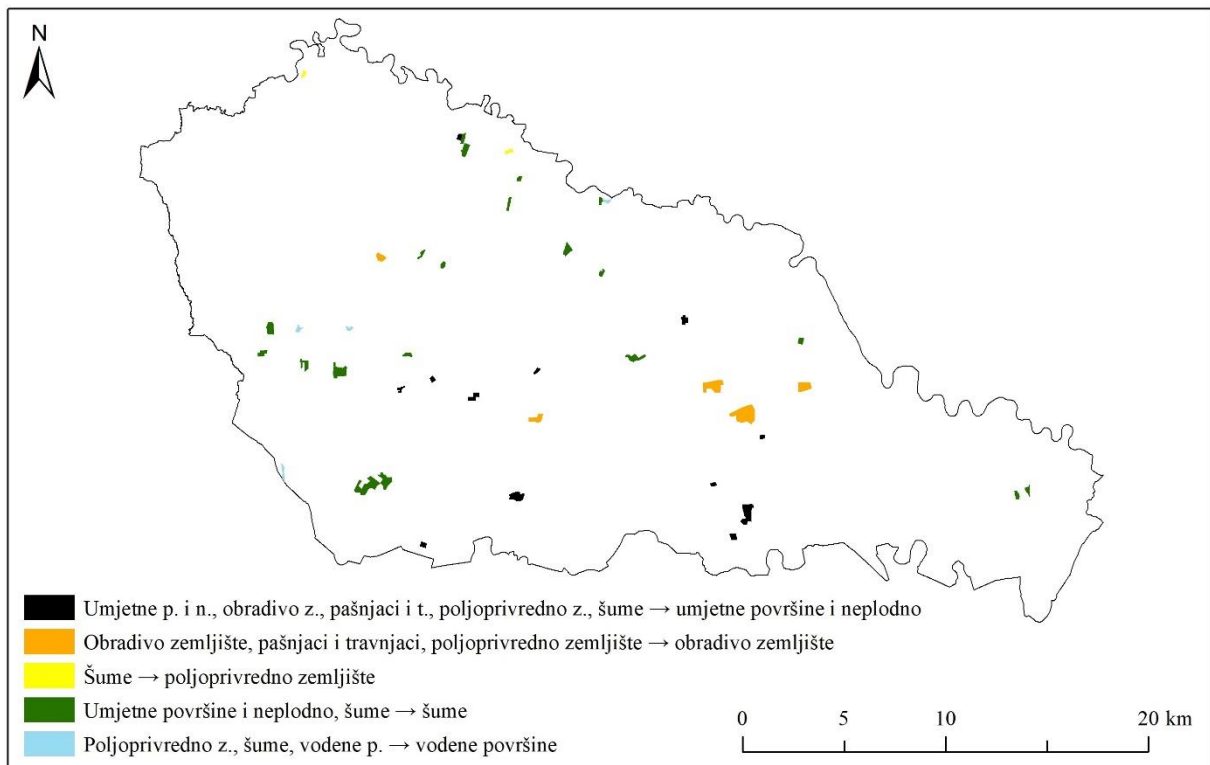 N
Umjetne p. i n., obradivo z., pašnjaci i t., poljoprivredno z., šume → umjetne površine i neplodno
Obradivo zemljište, pašnjaci i travnjaci, poljoprivredno zemljište → obradivo zemljište
Šume → poljoprivredno zemljište
Umjetne površine i neplodno, šume → šume
Poljoprivredno z., šume, vodene p. → vodene površine
0 5 10 20 km